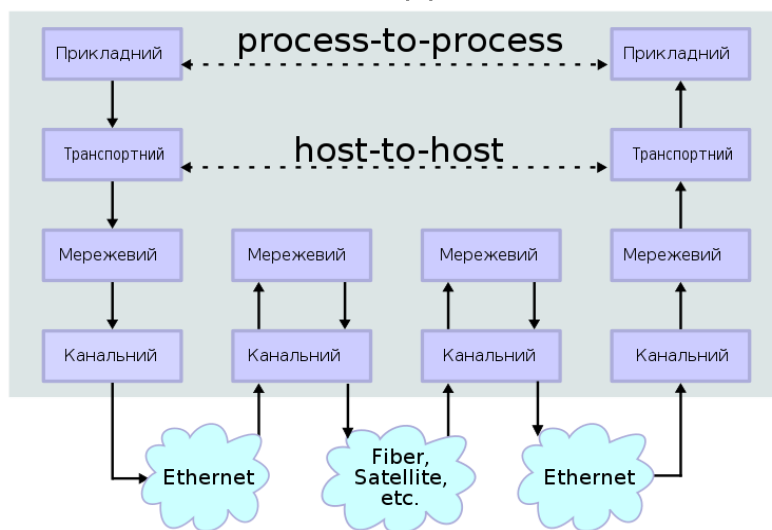 process-to-process
Прикладний
Прикладний
host-to-host
Транспортний
Транспортний
Мережевий
Мережевий
Мережевий
Мережевий
Канальний
Канальний
Канальний
Канальний
Ethernet
Fiber,
Satellite,
etc.
Ethernet